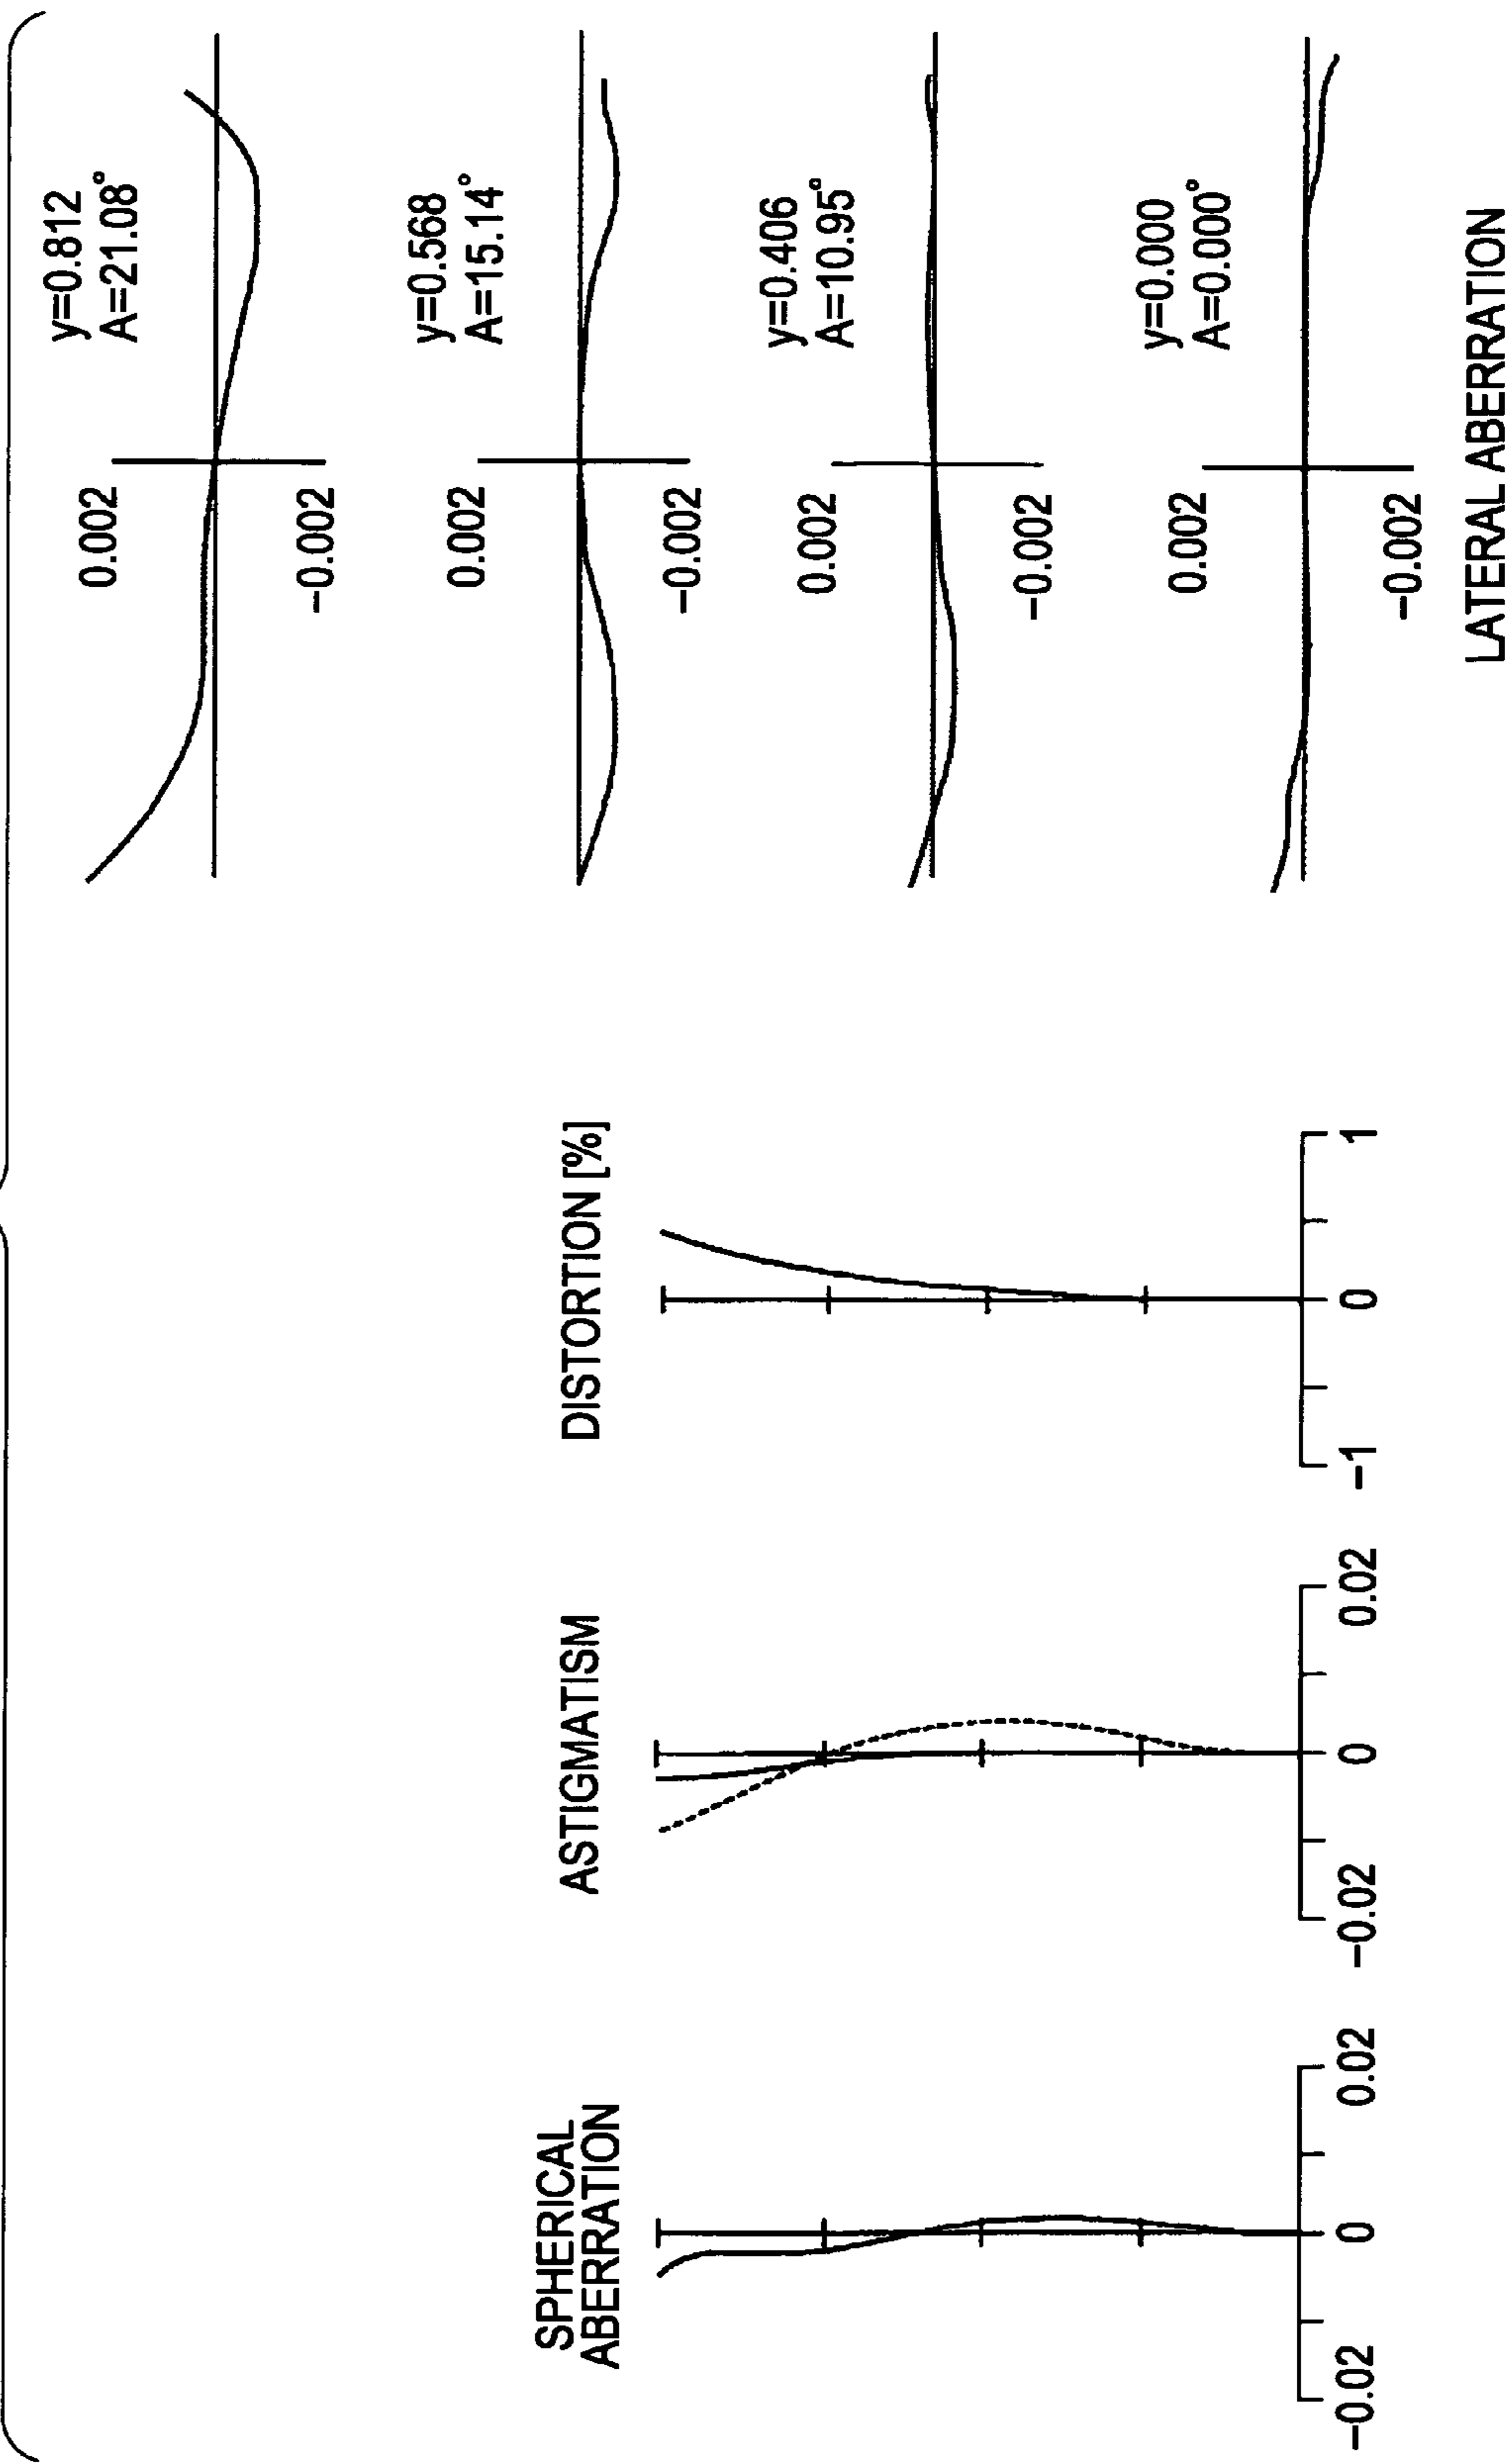 SPHERICAL
ABERRATION
-0.02 0 0.02
ASTIGMATISM
-0.02 0 0.02
DISTORTION [%]
-1 0 1
y=0.812
A=21.08°
0.002
-0.002
y=0.568
A=15.14°
0.002
-0.002
y=0.406
A=10.95°
0.002
-0.002
y=0.000
A=0.000°
0.002
-0.002
LATERAL ABERRATION